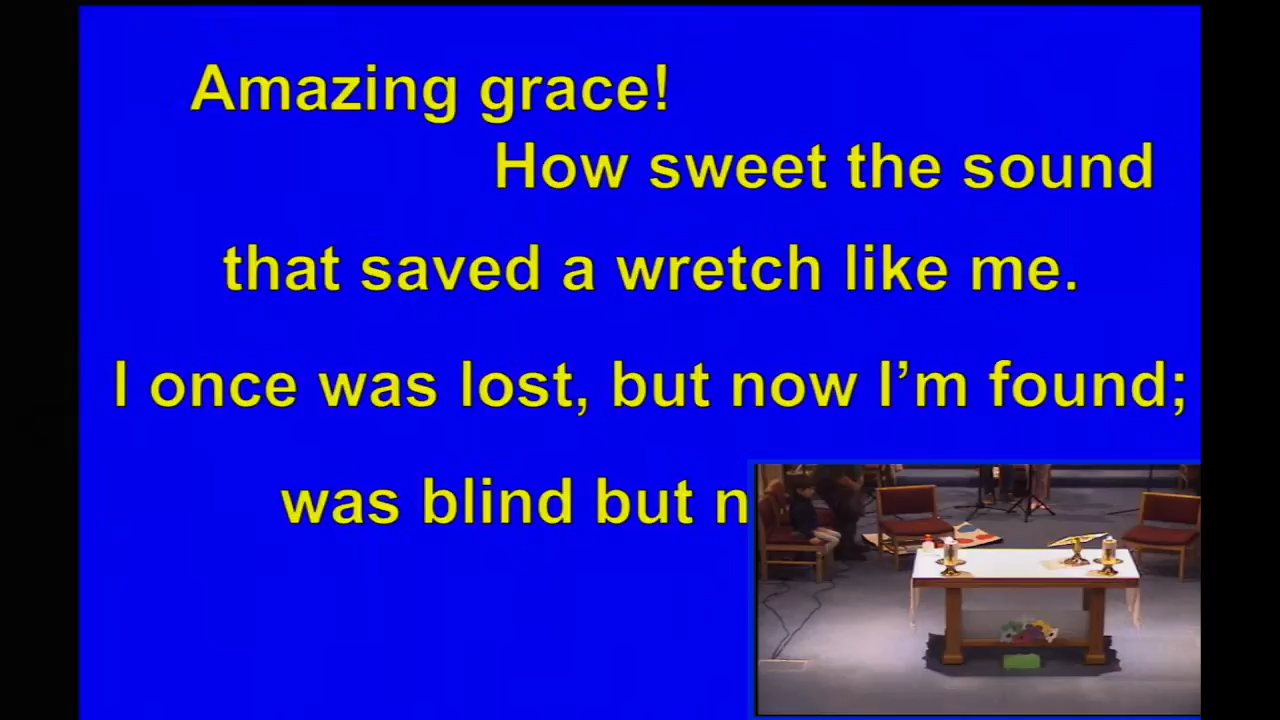 Amazing grace!
How sweet the sound
that saved a wretch like me.
I once was lost, but now I’m found;
was blind but n